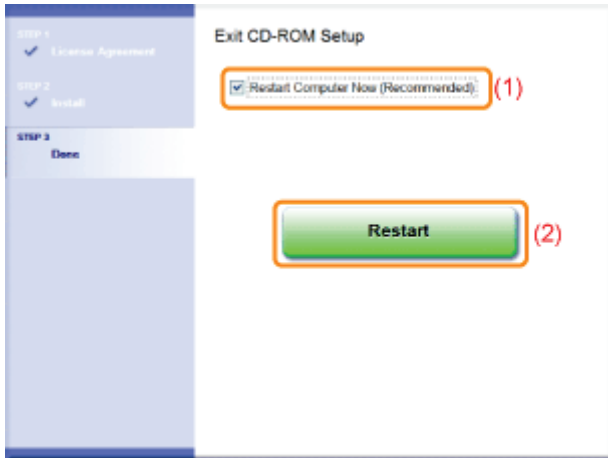 STEP 1
License Agreement
STEP 2
Install
STEP 3
Done
Exit CD-ROM Setup
Restart Computer Now (Recommended)
(1)
Restart
(2)